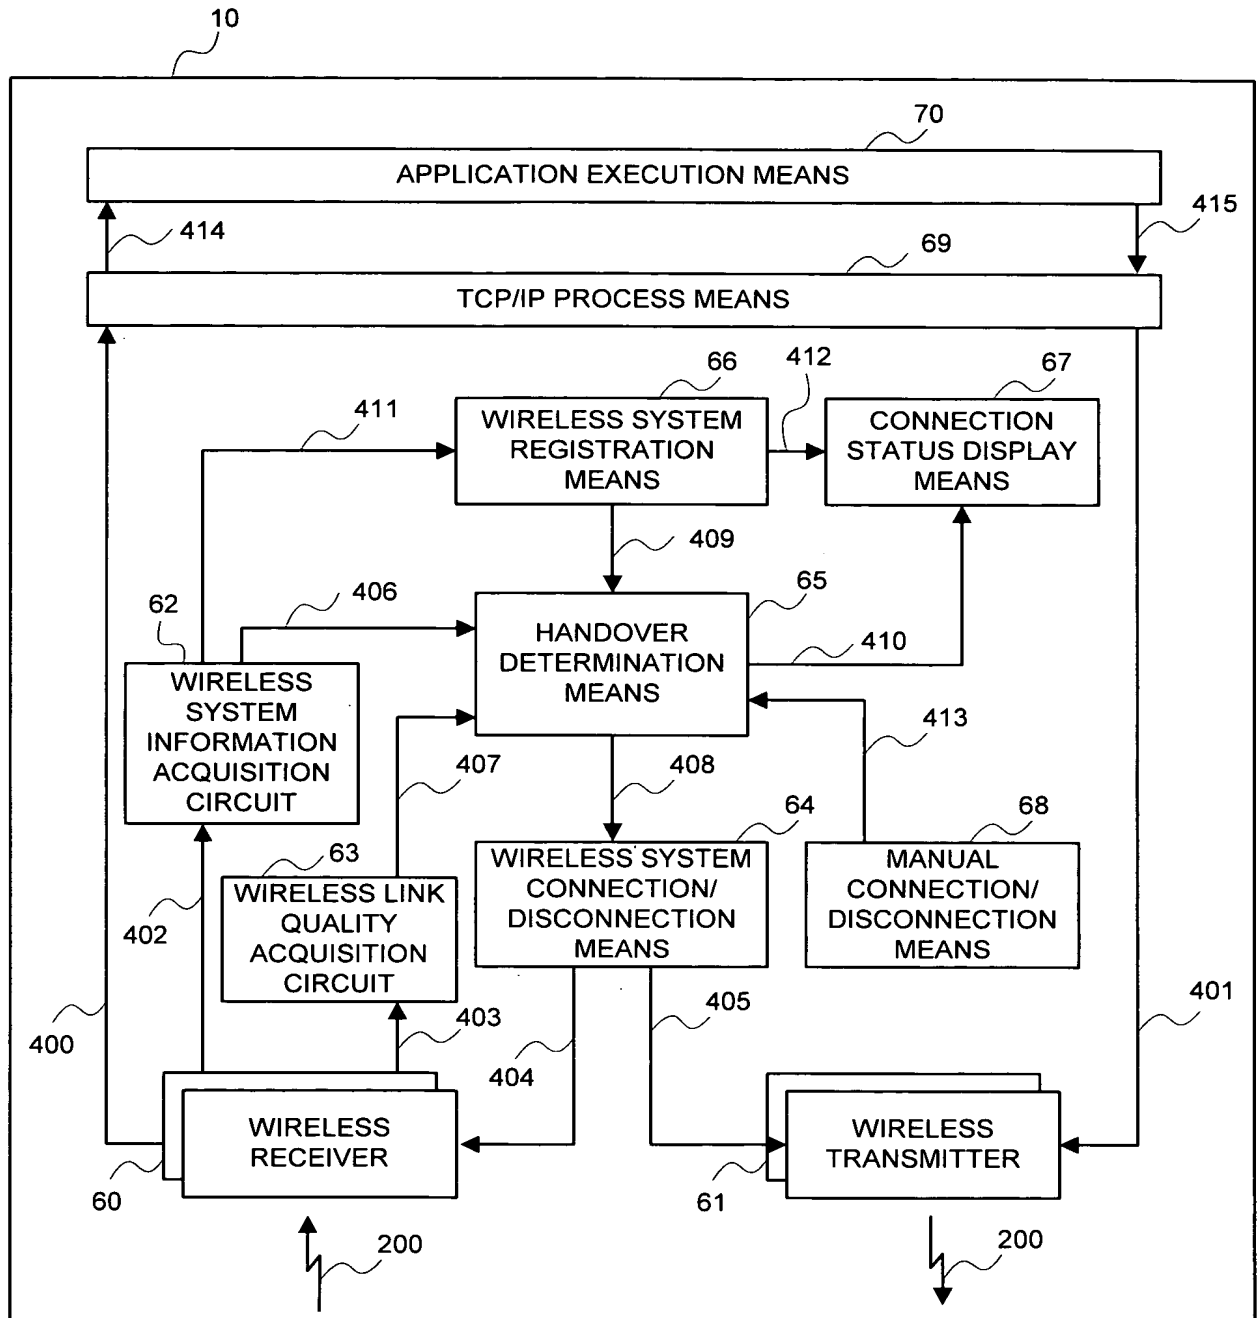 10
70
APPLICATION EXECUTION MEANS
414
415
69
TCP/IP PROCESS MEANS
66
412
67
411
WIRELESS SYSTEM
REGISTRATION
MEANS
CONNECTION
STATUS DISPLAY
MEANS
409
62
406
65
HANDOVER
DETERMINATION
MEANS
410
WIRELESS
SYSTEM
INFORMATION
ACQUISITION
CIRCUIT
413
407
408
64
68
63
WIRELESS SYSTEM
CONNECTION/
DISCONNECTION
MEANS
MANUAL
CONNECTION/
DISCONNECTION
MEANS
WIRELESS LINK
QUALITY
ACQUISITION
CIRCUIT
402
400
403
404
405
401
WIRELESS
RECEIVER
WIRELESS
TRANSMITTER
60
61
200
200